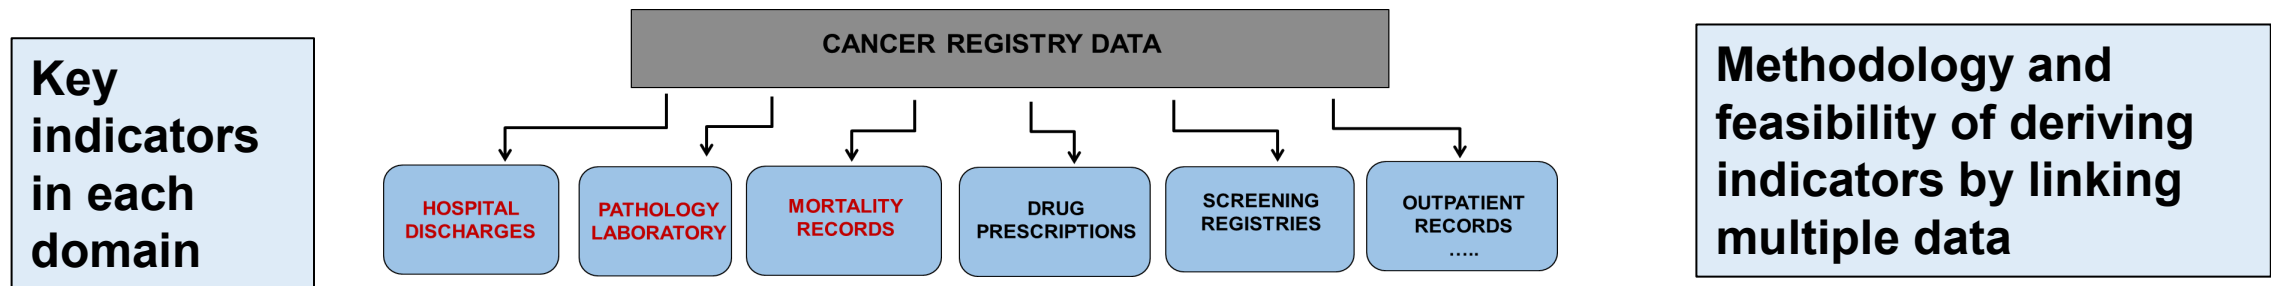 Key
indicators
in each
domain
CANCER REGISTRY DATA
HOSPITAL
DISCHARGES
PATHOLOGY
LABORATORY
MORTALITY
RECORDS
DRUG
PRESCRIPTIONS
SCREENING
REGISTRIES
OUTPATIENT
RECORDS
.....
Methodology and
feasibility of deriving
indicators by linking
multiple data